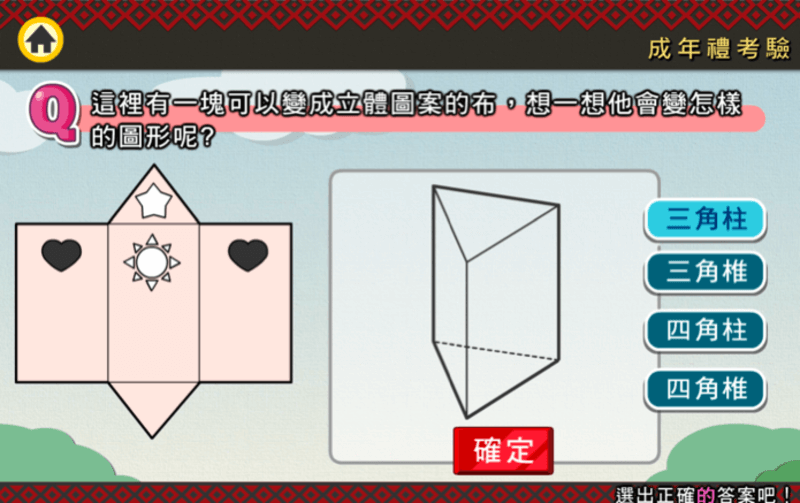 成年禮考驗
Q
這裡有一塊可以變成立體圖案的布，想一想他會變怎樣
的圖形呢?
三角柱
三角椎
四角柱
四角椎
確定
選出正確的答案吧！